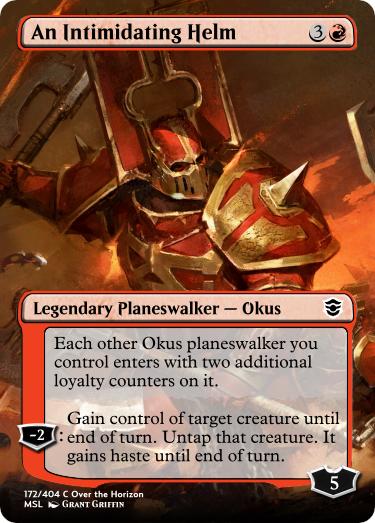 An Intimidating Helm 3
Legendary Planeswalker — Okus
Each other Okus planeswalker you
control enters with two additional
loyalty counters on it.
Gain control of target creature until
-2: end of turn. Untap that creature. It
gains haste until end of turn.
5
172/404 C Over the Horizon
MSL Grant Griffin